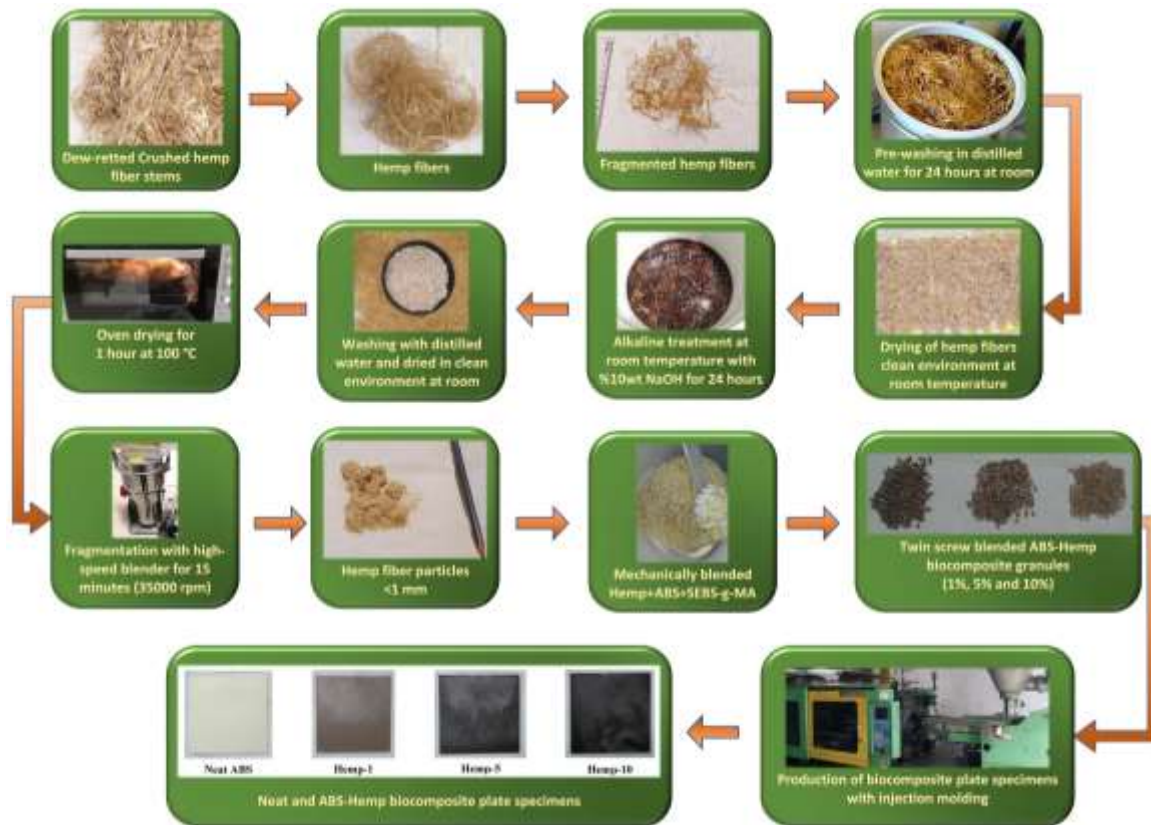 Dew-retted Crushed hemp
fiber stems
Hemp fibers
Fragmented hemp fibers
Pre-washing in distilled
water for 24 hours at room
Oven drying for
1 hour at 100 °C
Washing with distilled
water and dried in clean
environment at room
Alkaline treatment at
room temperature with
%10wt NaOH for 24 hours
Drying of hemp fibers
clean environment at
room temperature
Fragmentation with high-
speed blender for 15
minutes (35000 rpm)
Hemp fiber particles
<1 mm
Mechanically blended
Hemp+ABS+SEBS-g-MA
Twin screw blended ABS-Hemp
biocomposite granules
(1%, 5% and 10%)
Neat ABS
Hemp-1
Hemp-5
Hemp-10
Neat and ABS-Hemp biocomposite plate specimens
Production of biocomposite plate specimens
with injection molding